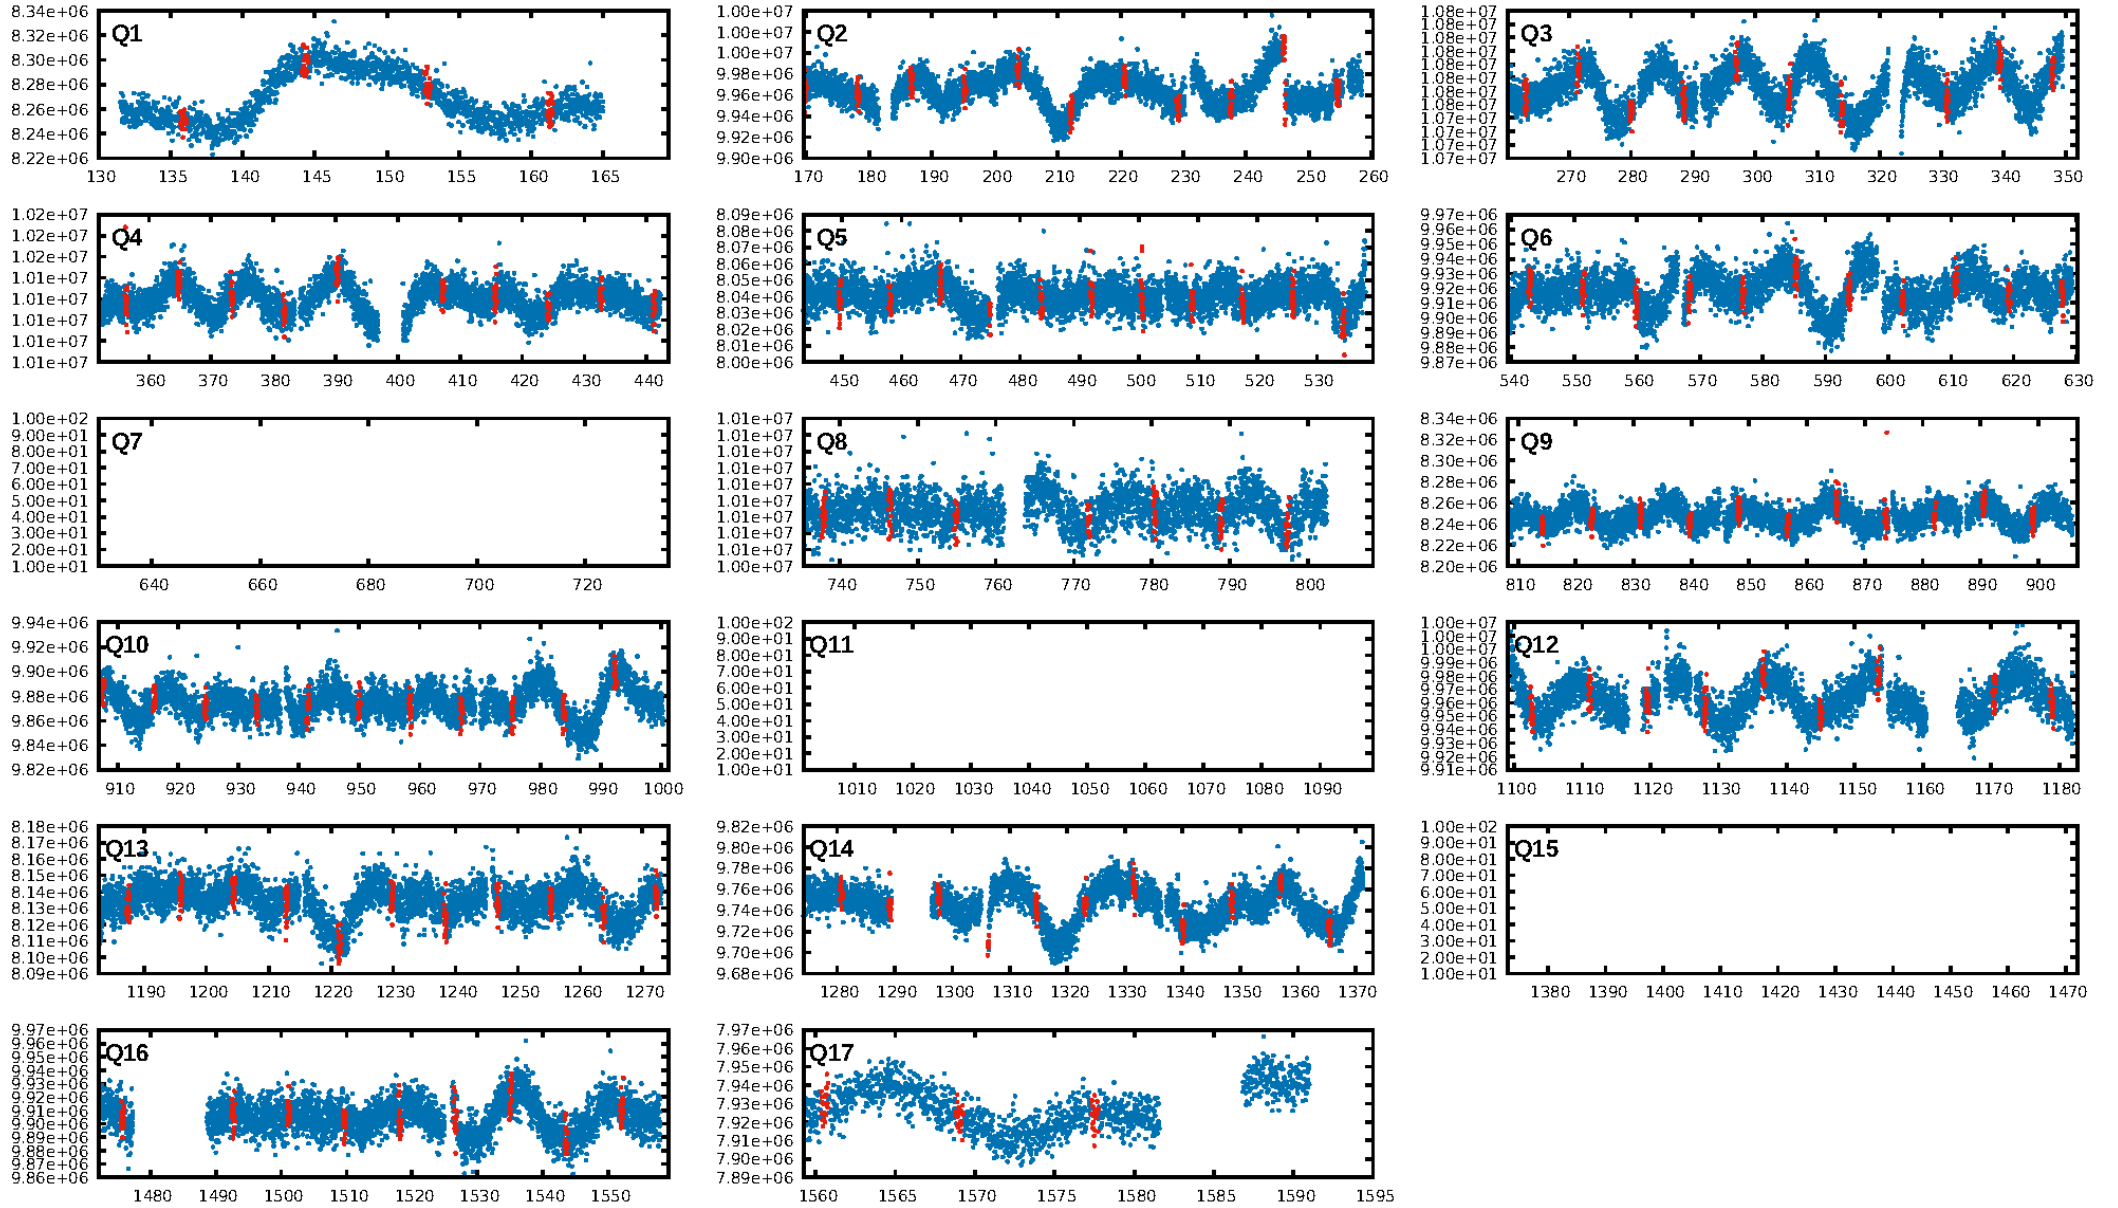 8.34e+06
8.32e+06
8.30e+06
8.28e+06
8.26e+06
8.24e+06
8.22e+06
Q1
130 135 140 145 150 155 160 165
1.00e+07
1.00e+07
9.98e+06
9.96e+06
9.94e+06
9.92e+06
9.90e+06
Q2
170 180 190 200 210 220 230 240 250 260
1.08e+07
1.08e+07
1.08e+07
1.08e+07
1.08e+07
1.08e+07
1.08e+07
1.08e+07
1.08e+07
1.07e+07
1.07e+07
1.07e+07
Q3
270 280 290 300 310 320 330 340 350
1.02e+07
1.02e+07
1.02e+07
1.01e+07
1.01e+07
1.01e+07
1.01e+07
1.01e+07
Q4
360 370 380 390 400 410 420 430 440
8.09e+06
8.08e+06
8.07e+06
8.06e+06
8.05e+06
8.04e+06
8.03e+06
8.02e+06
8.01e+06
8.00e+06
Q5
450 460 470 480 490 500 510 520 530
9.97e+06
9.96e+06
9.95e+06
9.94e+06
9.93e+06
9.92e+06
9.91e+06
9.90e+06
9.89e+06
9.88e+06
9.87e+06
Q6
540 550 560 570 580 590 600 610 620 630
1.00e+02
9.00e+01
8.00e+01
7.00e+01
6.00e+01
5.00e+01
4.00e+01
3.00e+01
2.00e+01
1.00e+01
Q7
640 660 680 700 720
1.01e+07
1.01e+07
1.01e+07
1.01e+07
1.01e+07
1.01e+07
1.01e+07
1.01e+07
1.01e+07
1.00e+07
Q8
740 750 760 770 780 790 800
8.34e+06
8.32e+06
8.30e+06
8.28e+06
8.26e+06
8.24e+06
8.22e+06
8.20e+06
Q9
810 820 830 840 850 860 870 880 890 900
9.94e+06
9.92e+06
9.90e+06
9.88e+06
9.86e+06
9.84e+06
9.82e+06
Q10
910 920 930 940 950 960 970 980 990 1000
1.00e+02
9.00e+01
8.00e+01
7.00e+01
6.00e+01
5.00e+01
4.00e+01
3.00e+01
2.00e+01
1.00e+01
Q11
1010 1020 1030 1040 1050 1060 1070 1080 1090
1.00e+07
1.00e+07
1.00e+07
9.99e+06
9.98e+06
9.97e+06
9.96e+06
9.95e+06
9.94e+06
9.93e+06
9.92e+06
9.91e+06
Q12
1100 1110 1120 1130 1140 1150 1160 1170 1180
8.18e+06
8.17e+06
8.16e+06
8.15e+06
8.14e+06
8.13e+06
8.12e+06
8.11e+06
8.10e+06
8.09e+06
Q13
1190 1200 1210 1220 1230 1240 1250 1260 1270
9.82e+06
9.80e+06
9.78e+06
9.76e+06
9.74e+06
9.72e+06
9.70e+06
9.68e+06
Q14
1280 1290 1300 1310 1320 1330 1340 1350 1360 1370
1.00e+02
9.00e+01
8.00e+01
7.00e+01
6.00e+01
5.00e+01
4.00e+01
3.00e+01
2.00e+01
1.00e+01
Q15
1380 1390 1400 1410 1420 1430 1440 1450 1460 1470
9.97e+06
9.96e+06
9.95e+06
9.94e+06
9.93e+06
9.92e+06
9.91e+06
9.90e+06
9.89e+06
9.88e+06
9.87e+06
9.86e+06
Q16
1480 1490 1500 1510 1520 1530 1540 1550
7.97e+06
7.96e+06
7.95e+06
7.94e+06
7.93e+06
7.92e+06
7.91e+06
7.90e+06
7.89e+06
Q17
1560 1565 1570 1575 1580 1585 1590 1595